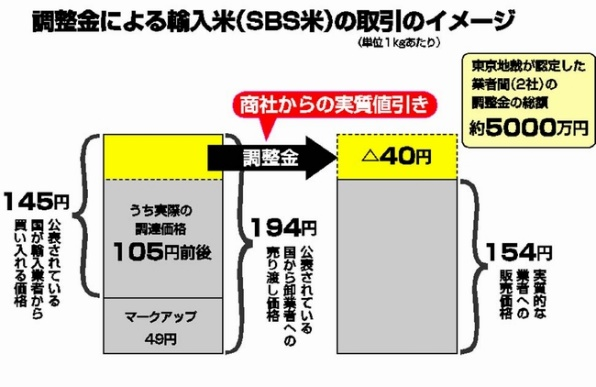 調整金による輸入米(SBS米)の取引のイメージ
(単位1kgあたり)
東京地裁が認定した
業者間(2社)の
調整金の総額
約5000万円
商社からの実質値引き
調整金
△40円
145円
公表されている
国が輸入業者から
買い入れる価格
うち実際の
調達価格
105円前後
マークアップ
49円
194円
公表されている
国から卸業者への
売り渡し価格
154円
実質的な
業者への
販売価格